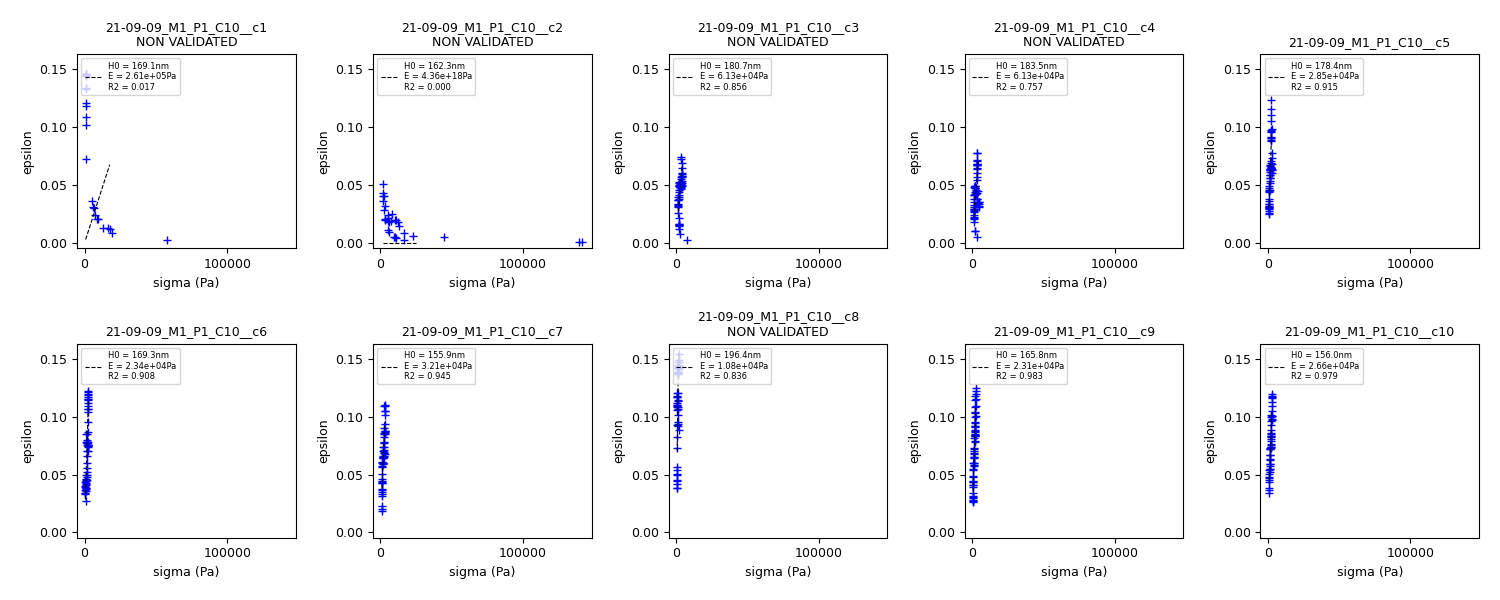 21-09-09_M1_P1_C10__c1
NON VALIDATED
H0 = 169.1nm
E = 2.61e+05Pa
R2 = 0.017
0.15
0.10
0.05
0.00
epsilon
0
100000
sigma (Pa)
21-09-09_M1_P1_C10__c2
NON VALIDATED
H0 = 162.3nm
E = 4.36e+18Pa
R2 = 0.000
0.15
0.10
0.05
0.00
epsilon
0
100000
sigma (Pa)
21-09-09_M1_P1_C10__c3
NON VALIDATED
H0 = 180.7nm
E = 6.13e+04Pa
R2 = 0.856
0.15
0.10
0.05
0.00
epsilon
0
100000
sigma (Pa)
21-09-09_M1_P1_C10__c4
NON VALIDATED
H0 = 183.5nm
E = 6.13e+04Pa
R2 = 0.757
0.15
0.10
0.05
0.00
epsilon
0
100000
sigma (Pa)
21-09-09_M1_P1_C10__c5
H0 = 178.4nm
E = 2.85e+04Pa
R2 = 0.915
0.15
0.10
0.05
0.00
epsilon
0
100000
sigma (Pa)
21-09-09_M1_P1_C10__c6
H0 = 169.3nm
E = 2.34e+04Pa
R2 = 0.908
0.15
0.10
0.05
0.00
epsilon
0
100000
sigma (Pa)
21-09-09_M1_P1_C10__c7
H0 = 155.9nm
E = 3.21e+04Pa
R2 = 0.945
0.15
0.10
0.05
0.00
epsilon
0
100000
sigma (Pa)
21-09-09_M1_P1_C10__c8
NON VALIDATED
H0 = 196.4nm
E = 1.08e+04Pa
R2 = 0.836
0.15
0.10
0.05
0.00
epsilon
0
100000
sigma (Pa)
21-09-09_M1_P1_C10__c9
H0 = 165.8nm
E = 2.31e+04Pa
R2 = 0.983
0.15
0.10
0.05
0.00
epsilon
0
100000
sigma (Pa)
21-09-09_M1_P1_C10__c10
H0 = 156.0nm
E = 2.66e+04Pa
R2 = 0.979
0.15
0.10
0.05
0.00
epsilon
0
100000
sigma (Pa)